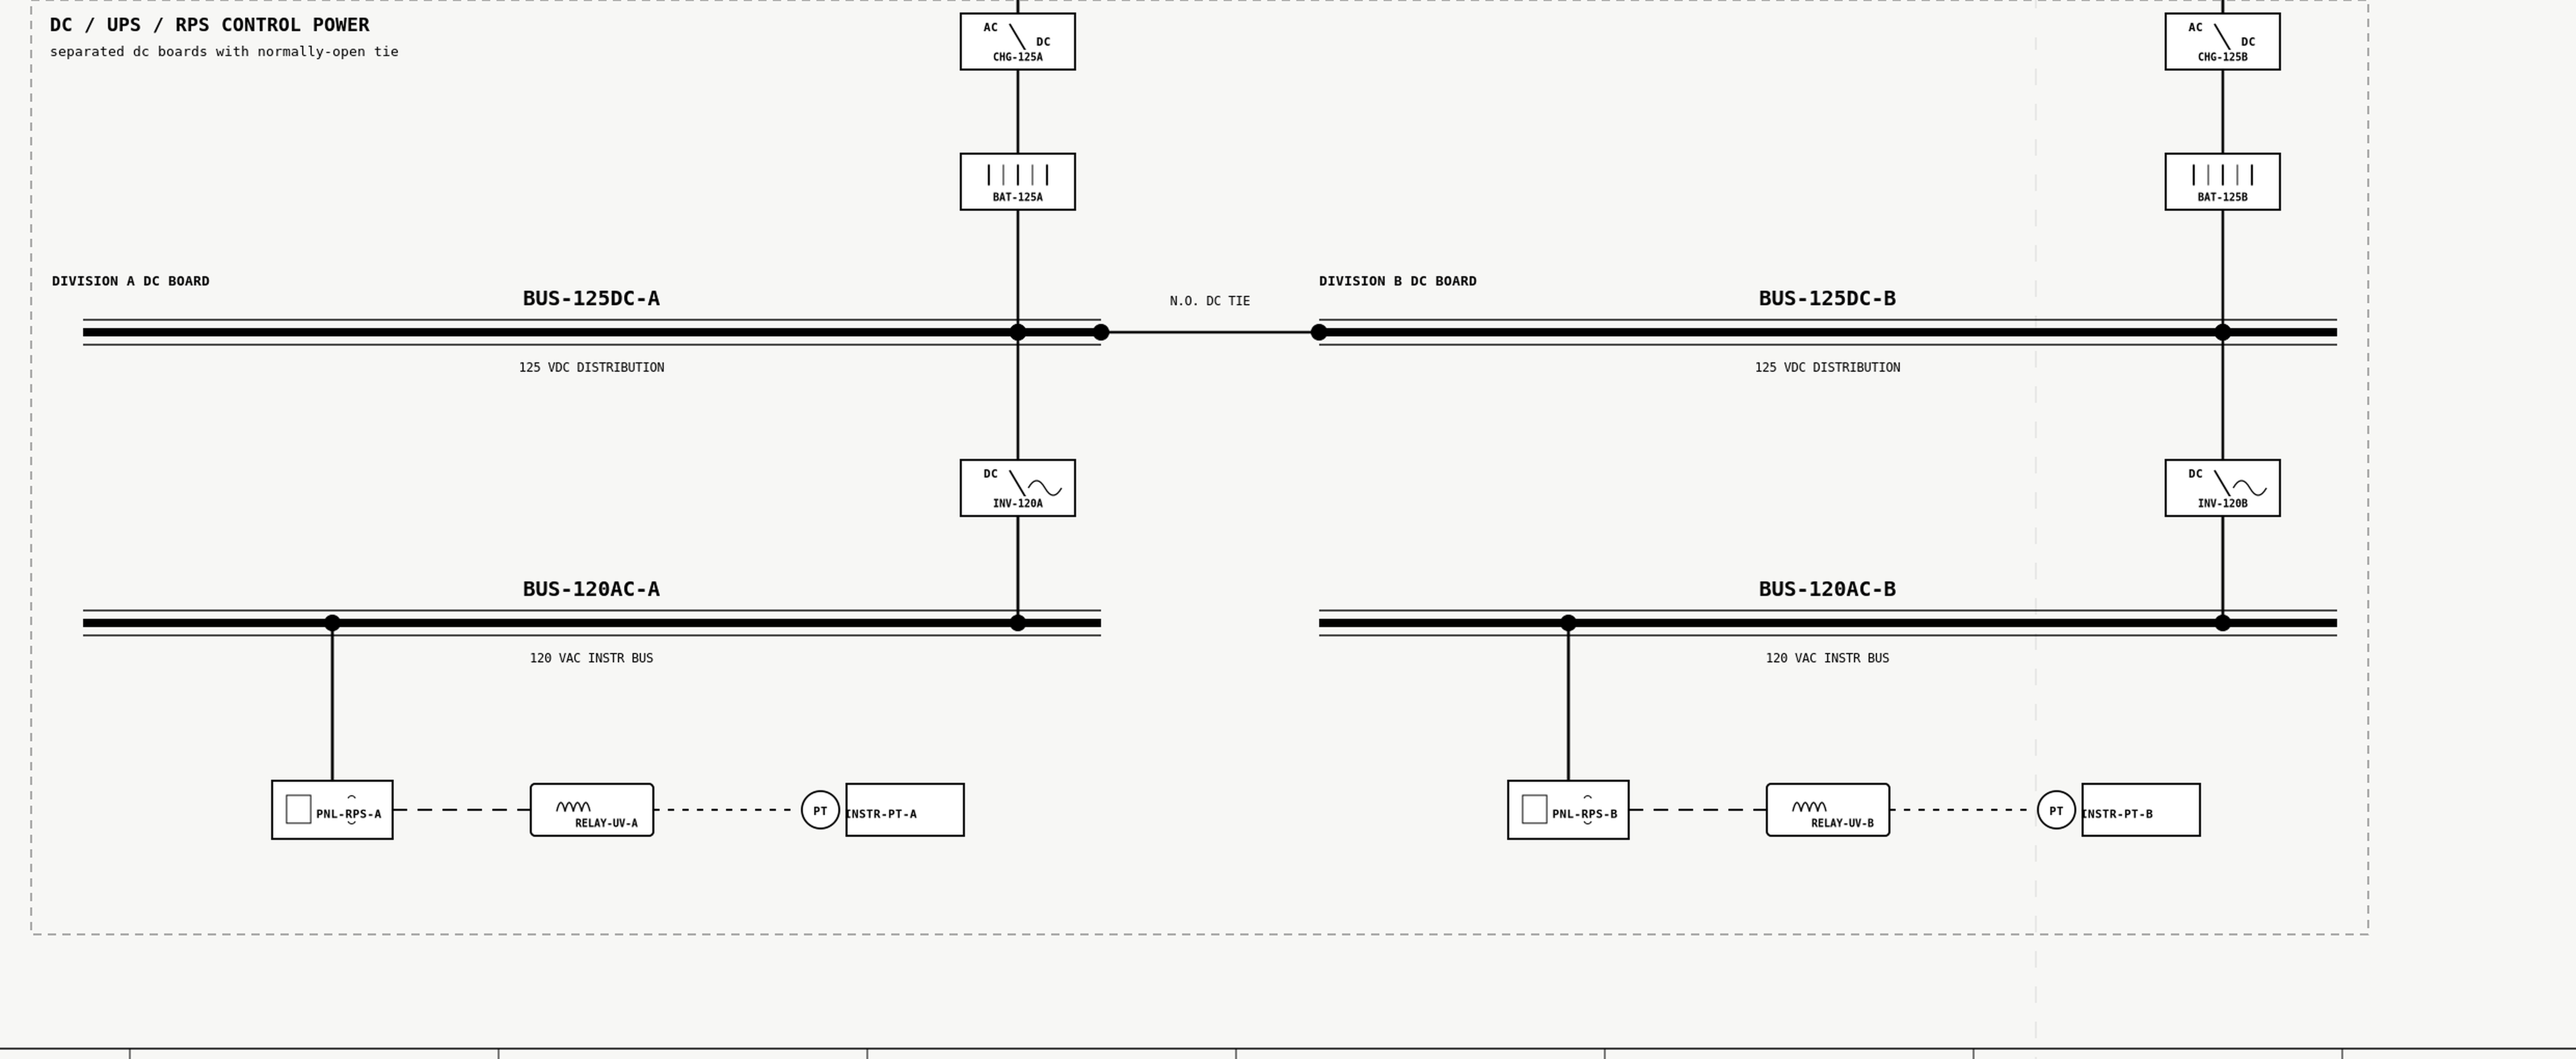 DC / UPS / RPS CONTROL POWER
separated dc boards with normally-open tie
AC
DC
CHG-125A
AC
DC
CHG-125B
BAT-125A
BAT-125B
DIVISION A DC BOARD
BUS-125DC-A
N.O. DC TIE
DIVISION B DC BOARD
BUS-125DC-B
125 VDC DISTRIBUTION
125 VDC DISTRIBUTION
DC
INV-120A
DC
INV-120B
BUS-120AC-A
BUS-120AC-B
120 VAC INSTR BUS
120 VAC INSTR BUS
PNL-RPS-A
RELAY-UV-A
PT
INSTR-PT-A
PNL-RPS-B
RELAY-UV-B
PT
INSTR-PT-B